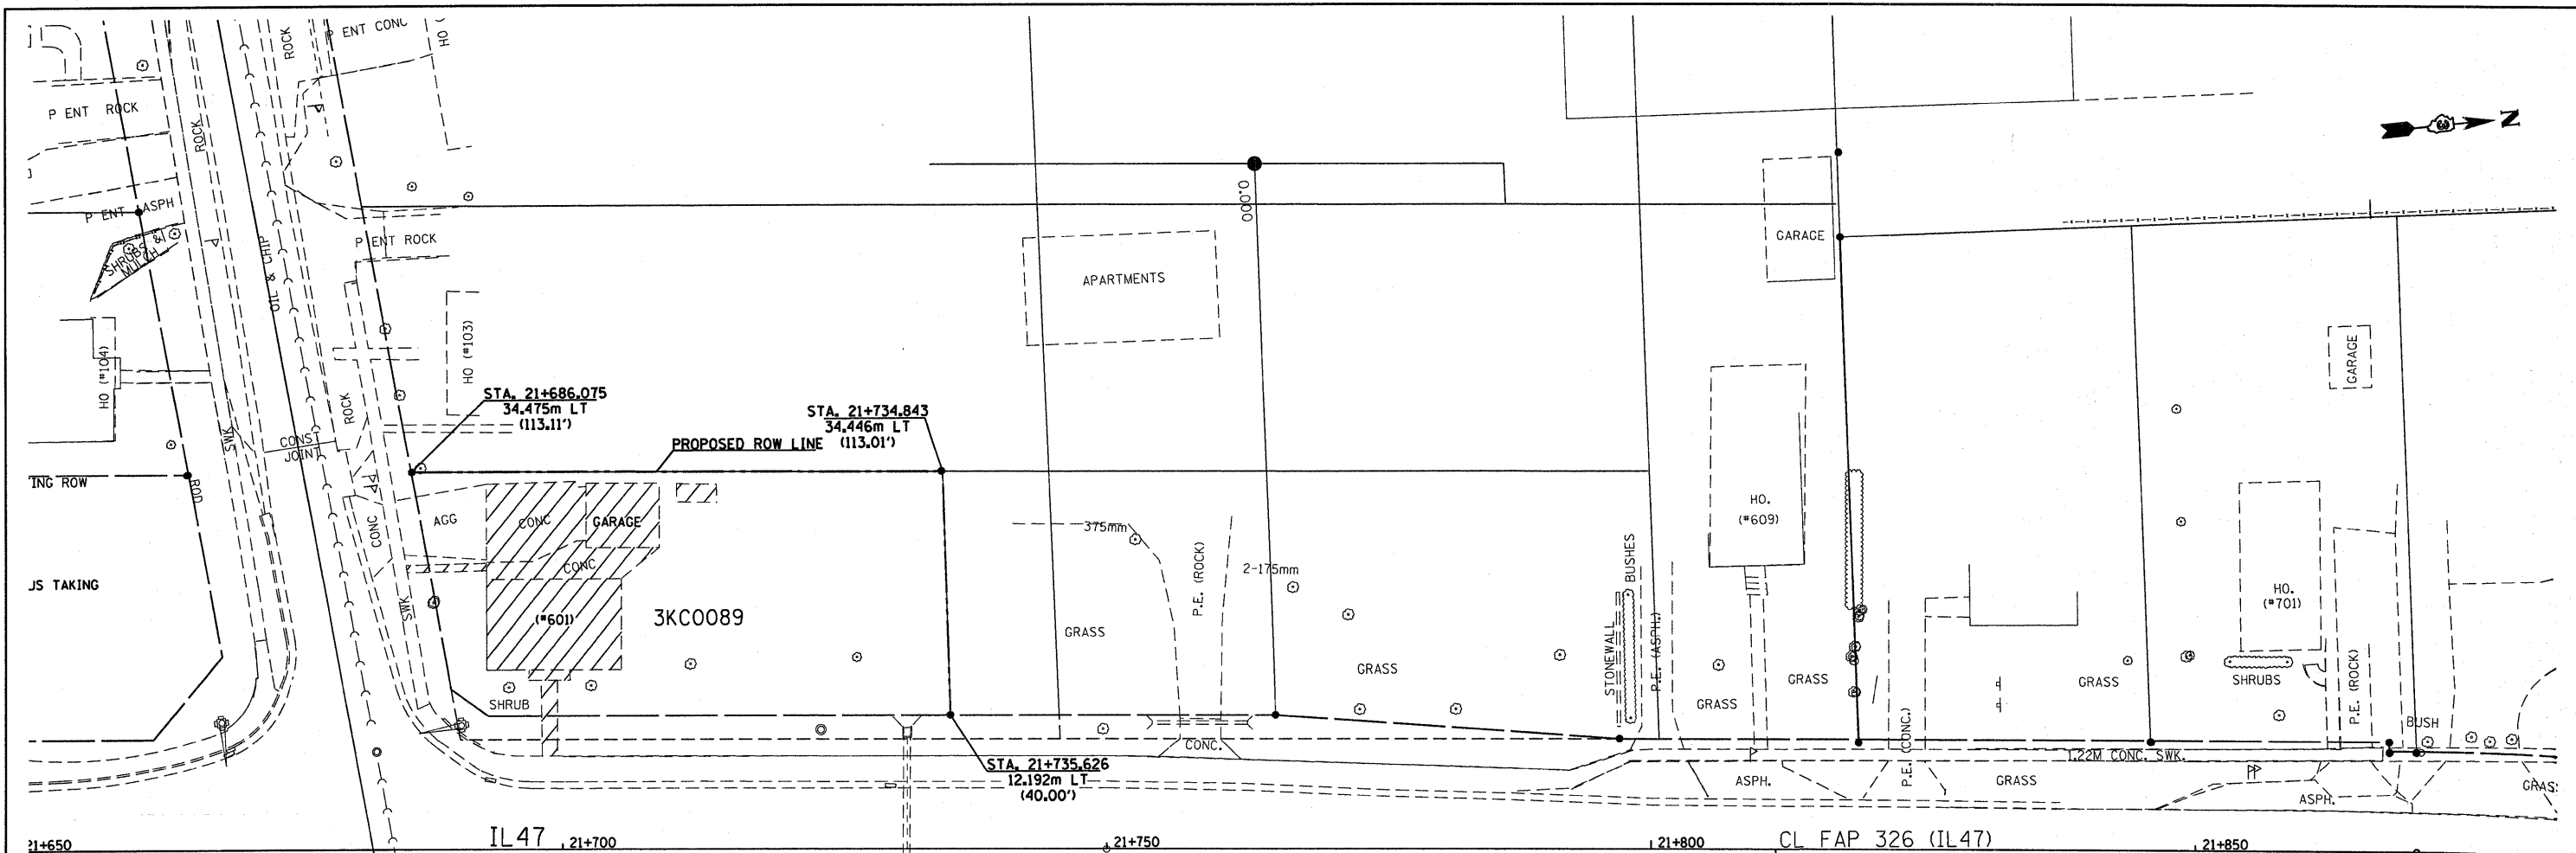 P ENT CONC
HO (
ROCK
P ENT ROCK
ROCK
N
P ENT ASPH
SHRUBS & MULCH
OIL & CHIP
P ENT ROCK
0.000
GARAGE
APARTMENTS
HO (#104)
HO (#103)
GARAGE
STA. 21+686.075
34.475m LT
(113.11')
STA. 21+734.843
34.446m LT
(113.01')
PROPOSED ROW LINE
ROCK
SWK
CONST
JOINT
ING ROW
ROD
CONC
AGG
CONC
GARAGE
375mm
HO.
(#609)
P.E. (ROCK)
BUSHES
CONC
2-175mm
JS TAKING
SWK
(#601)
3KC0089
GRASS
HO.
(#701)
STONEWALL
P.E. (ASPH.)
GRASS
GRASS
GRASS
GRASS
SHRUBS
P.E. (ROCK)
SHRUB
P.E. (CONC.)
BUSH
CONC.
STA. 21+735.626
12.192m LT
(40.00')
1.22M CONC. SWK.
ASPH.
GRASS
PP
ASPH.
GRAS
21+650
IL47
21+700
21+750
21+800
CL FAP 326 (IL47)
21+850